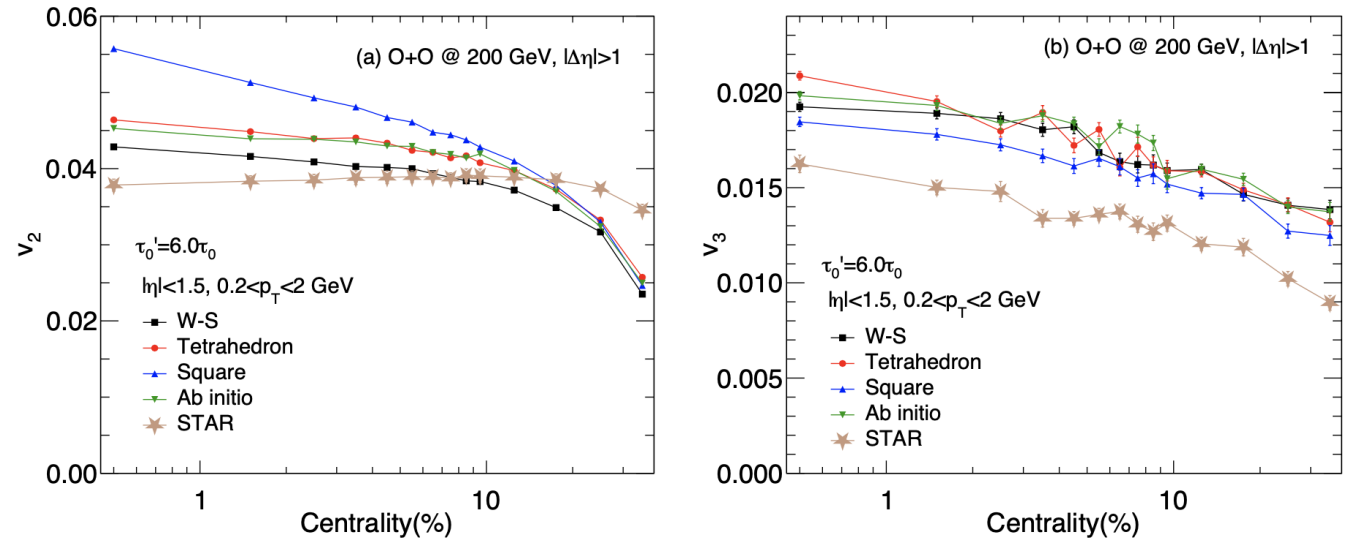 0.06
0.04
0.02
0.00
v2
(a) O+O @ 200 GeV, |Δη|>1
τ0'=6.0τ0
|η|<1.5, 0.2<pT<2 GeV
W-S
Tetrahedron
Square
Ab initio
STAR
1
10
Centrality(%)
0.020
0.015
0.010
0.005
0.000
v3
(b) O+O @ 200 GeV, |Δη|>1
τ0'=6.0τ0
|η|<1.5, 0.2<pT<2 GeV
W-S
Tetrahedron
Square
Ab initio
STAR
1
10
Centrality(%)